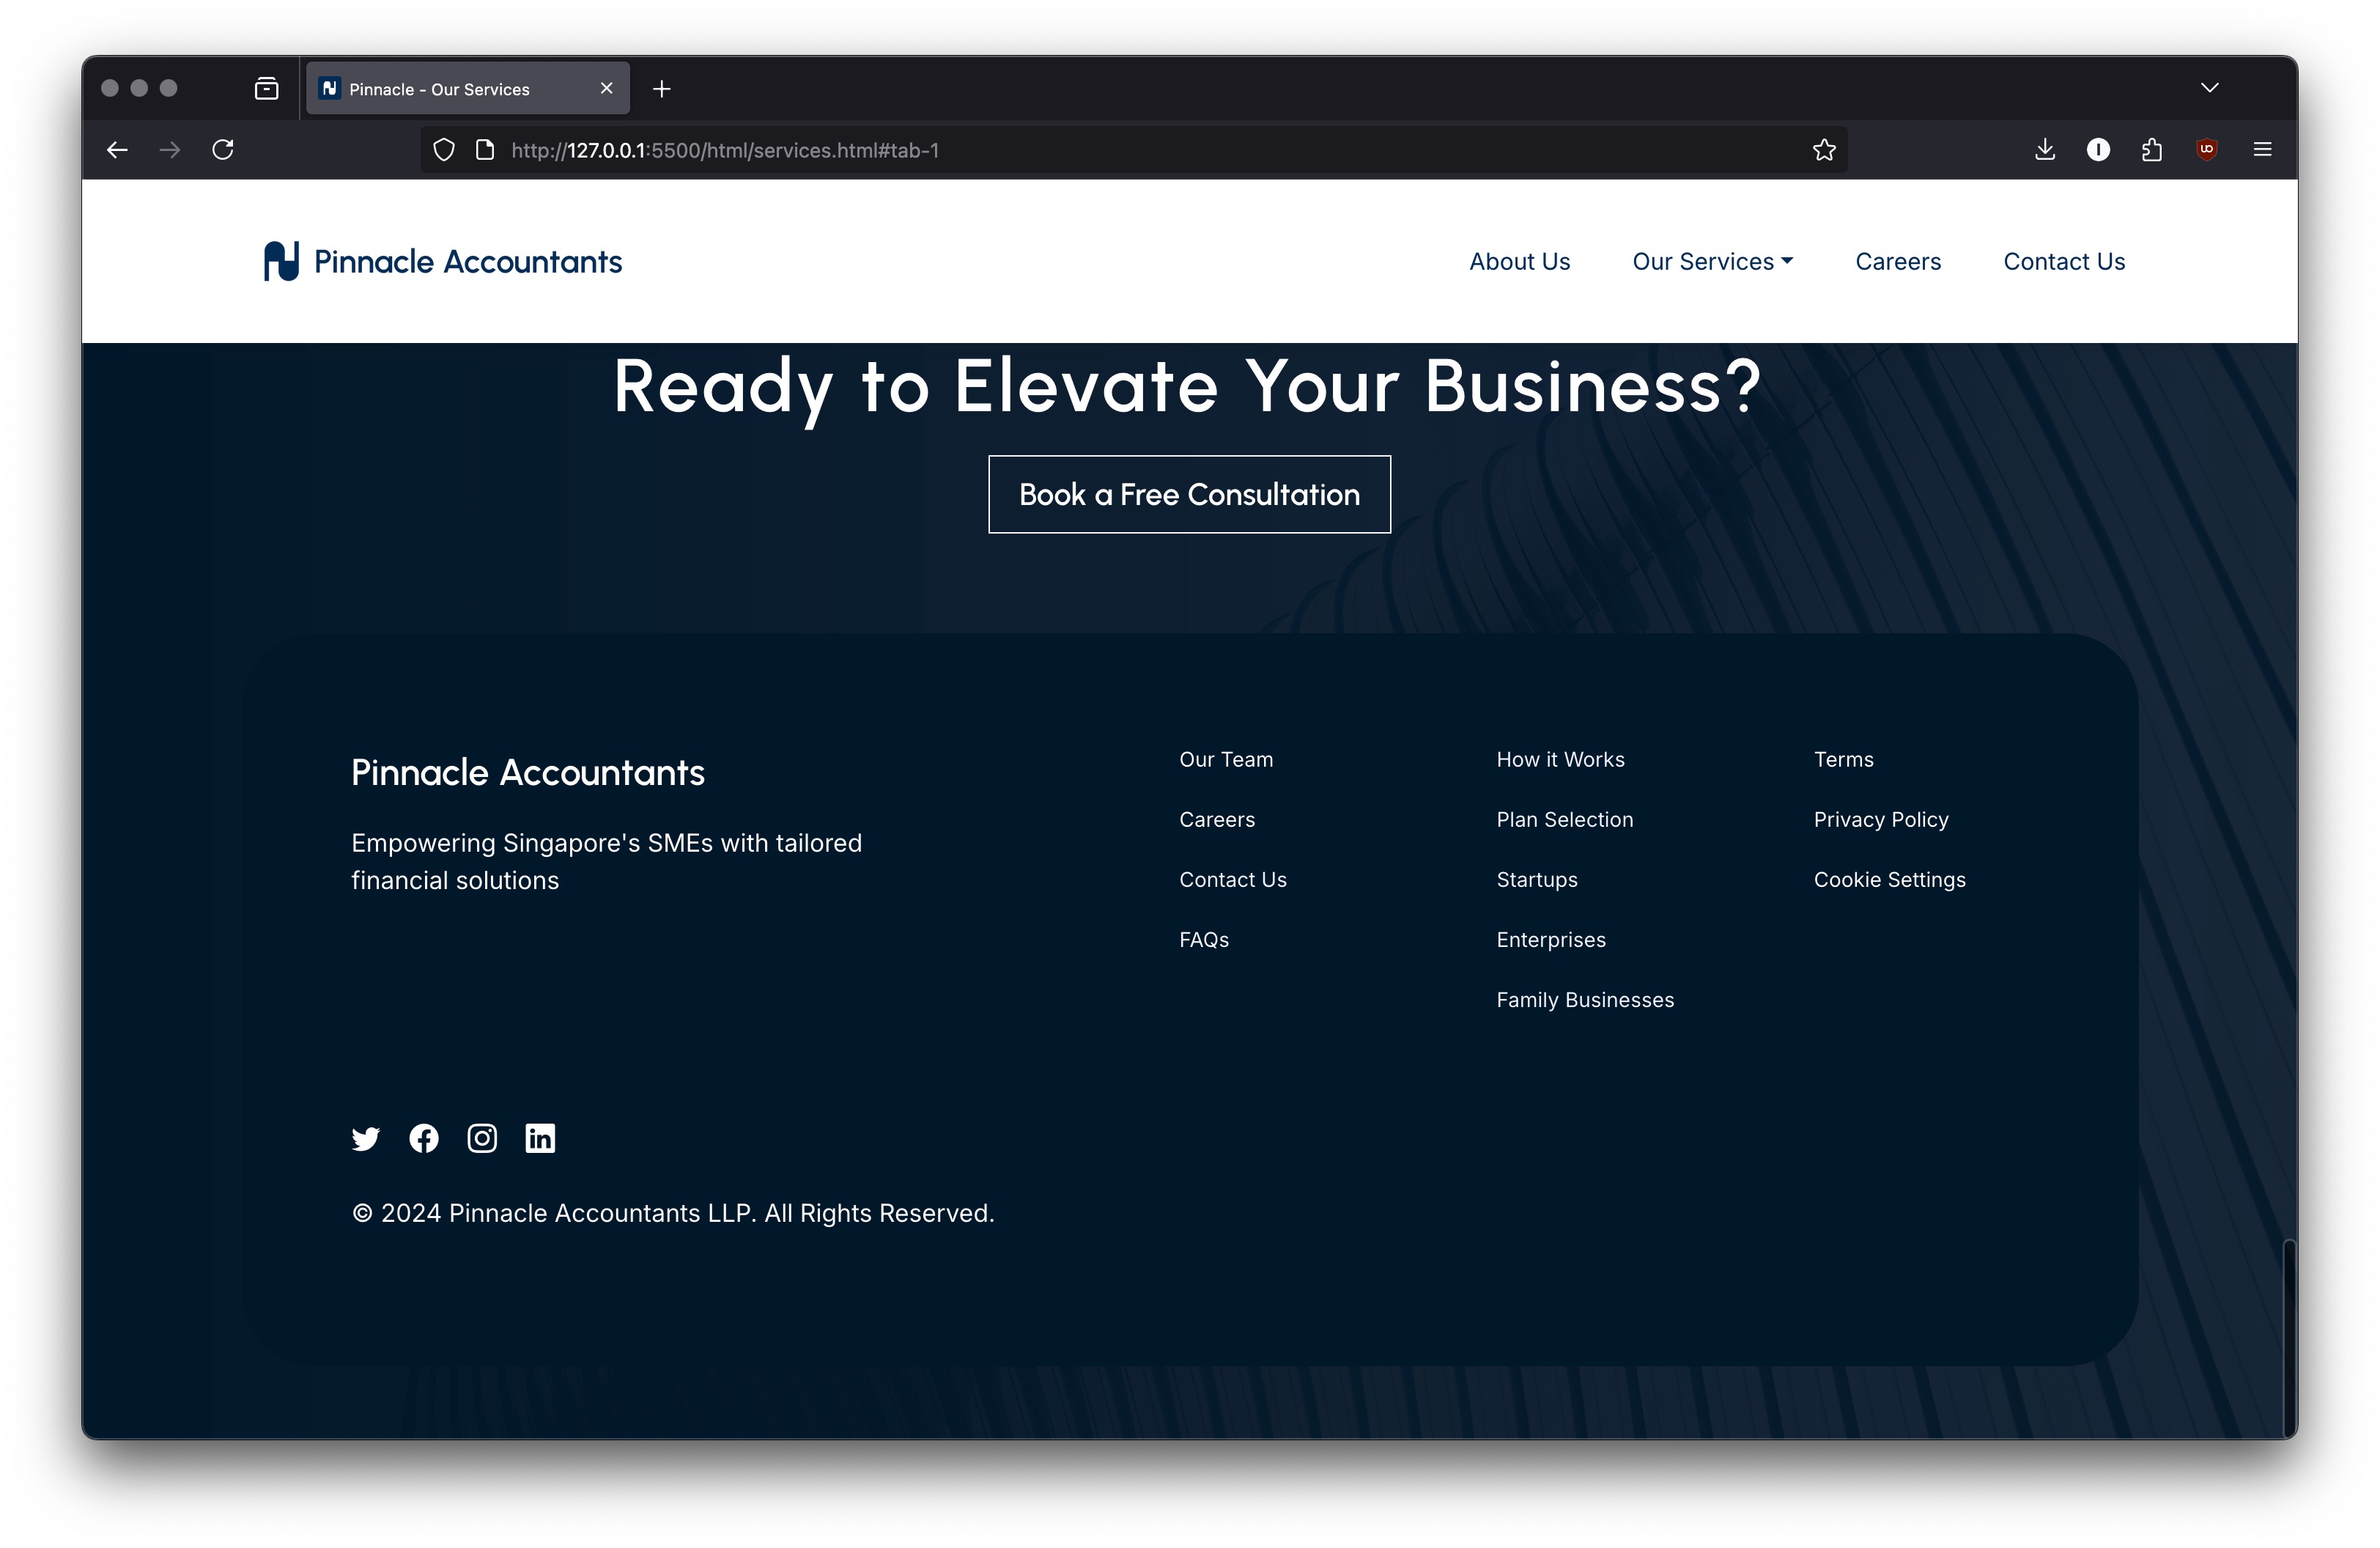 Pinnacle - Our Services
http://127.0.0.1:5500/html/services.html#tab-1
Pinnacle Accountants
About Us
Our Services
Careers
Contact Us
Ready to Elevate Your Business?
Book a Free Consultation
Pinnacle Accountants
Empowering Singapore's SMEs with tailored
financial solutions
Our Team
Careers
Contact Us
FAQs
How it Works
Plan Selection
Startups
Enterprises
Family Businesses
Terms
Privacy Policy
Cookie Settings
© 2024 Pinnacle Accountants LLP. All Rights Reserved.